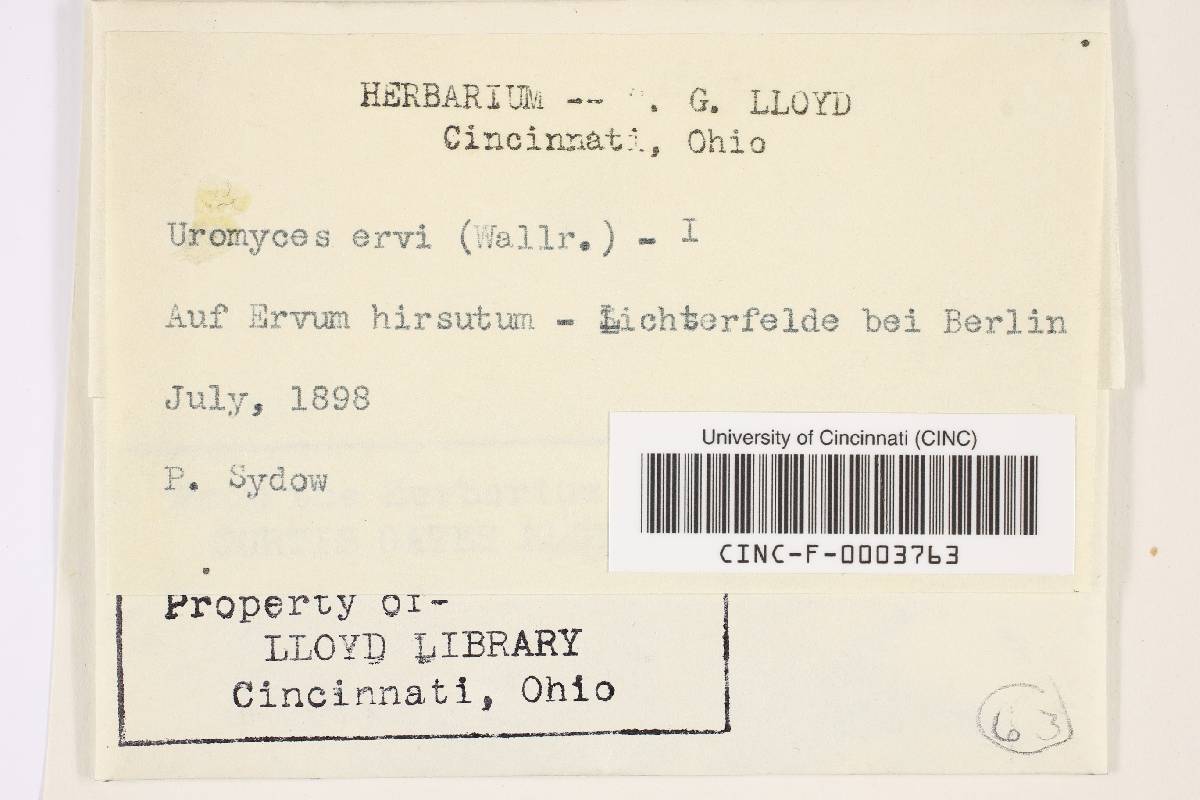 HERBARIUM -- . G. LLOYD
Cincinnati, Ohio
Uromyces ervi (Wallr.) - I
Auf Ervum hirsutum - Lichterfelde bei Berlin
July, 1898
P. Sydow
University of Cincinnati (CINC)
CINC-F-0003763
Property of-
LLOYD LIBRARY
Cincinnati, Ohio
63